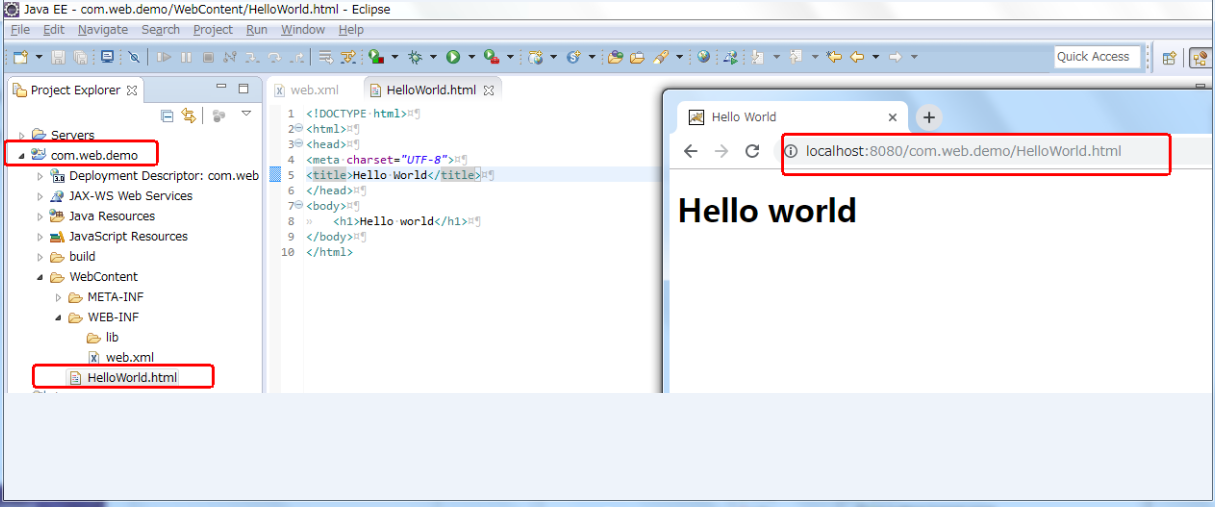 Java EE - com.web.demo/WebContent/HelloWorld.html - Eclipse
File Edit Navigate Search Project Run Window Help
Quick Access
Project Explorer
Servers
com.web.demo
Deployment Descriptor: com.web
JAX-WS Web Services
Java Resources
JavaScript Resources
build
WebContent
META-INF
WEB-INF
lib
web.xml
HelloWorld.html
web.xml HelloWorld.html
1 <!DOCTYPE html>
2 <html>
3 <head>
4 <meta charset="UTF-8">
5 <title>Hello World</title>
6 </head>
7 <body>
8 <h1>Hello world</h1>
9 </body>
10 </html>
Hello World
localhost:8080/com.web.demo/HelloWorld.html
Hello world